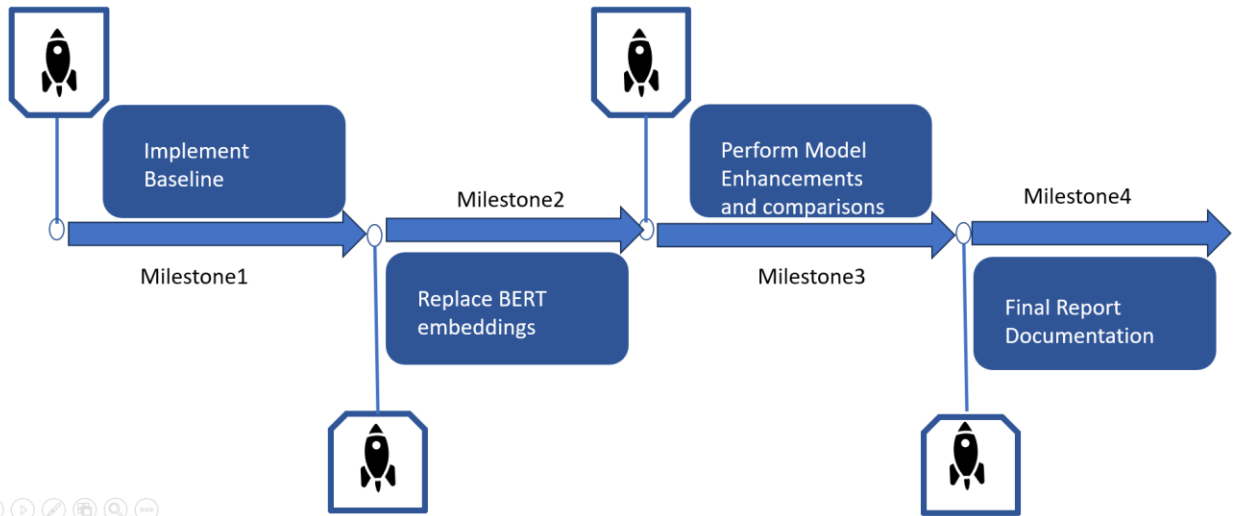 Implement
Baseline
Milestone1
Milestone2
Replace BERT
embeddings
Perform Model
Enhancements
and comparisons
Milestone3
Milestone4
Final Report
Documentation